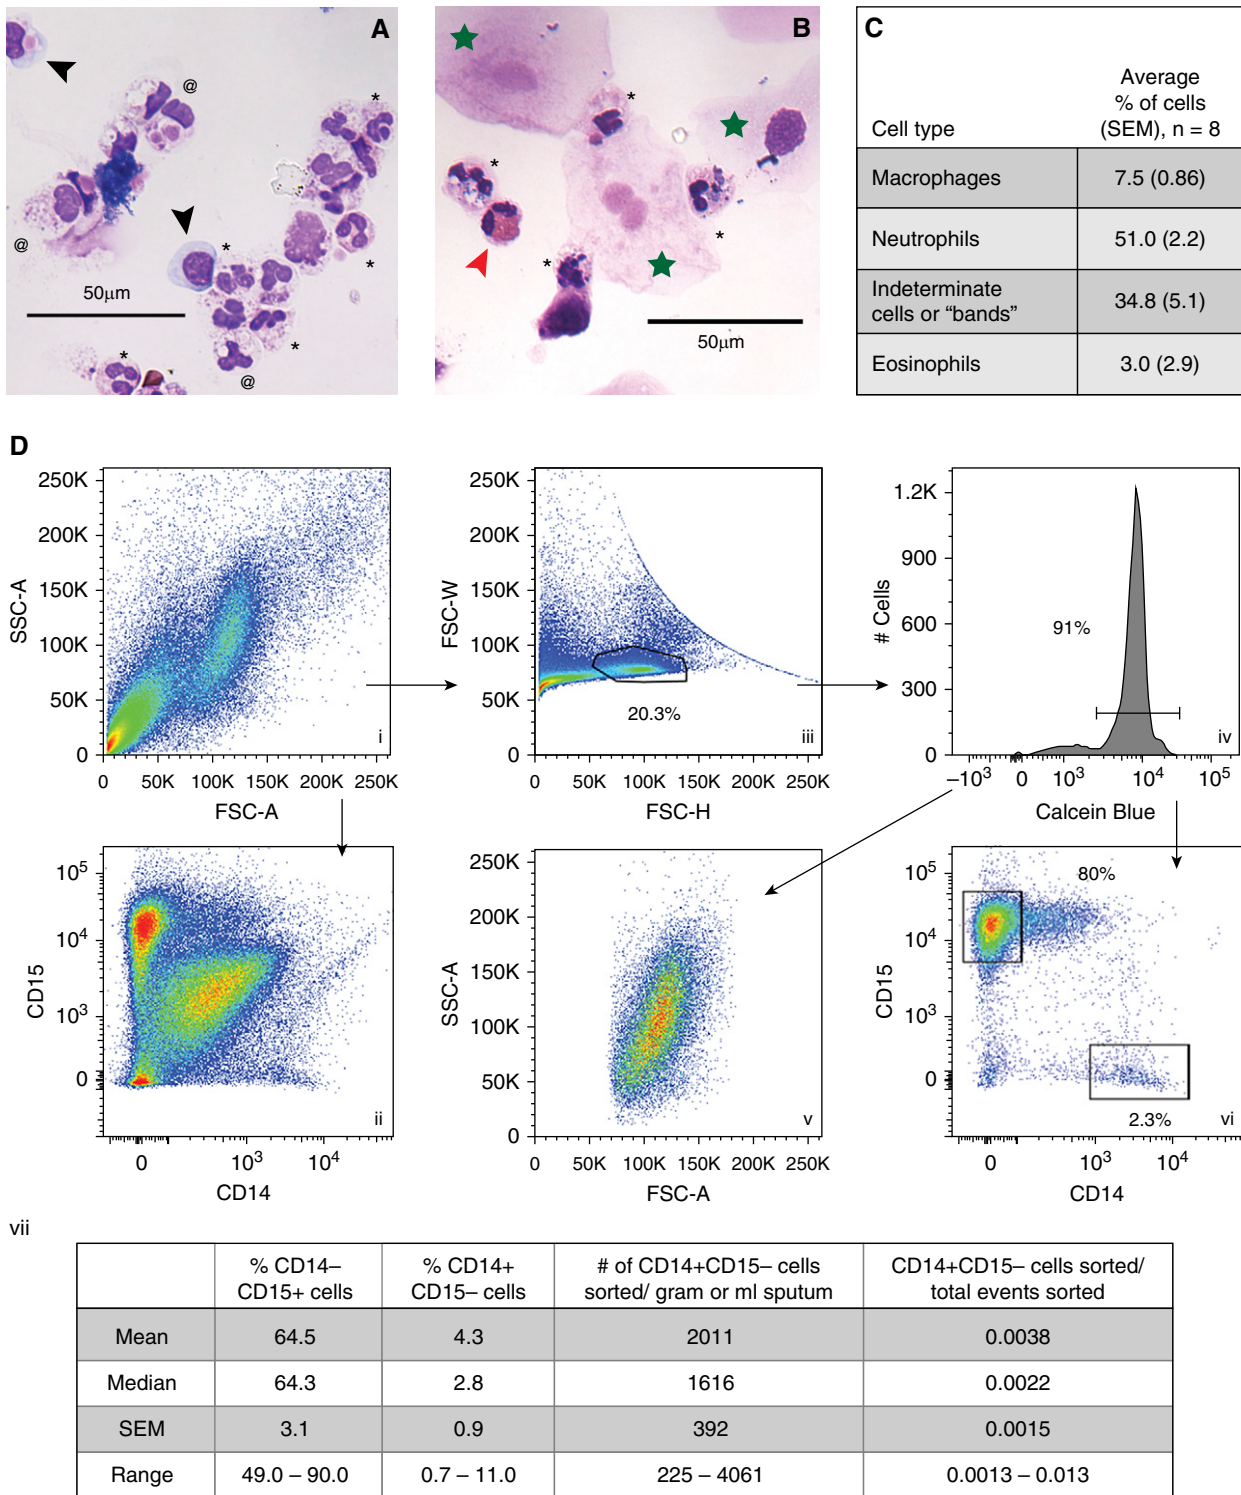 A
@
*
@
*
*
*
@
*
50µm
B
*
*
*
*
50µm
C
Cell type
Average
% of cells
(SEM), n = 8
Macrophages
7.5 (0.86)
Neutrophils
51.0 (2.2)
Indeterminate
cells or “bands”
34.8 (5.1)
Eosinophils
3.0 (2.9)
D
250K
200K
150K
100K
50K
0
SSC-A
0 50K 100K 150K 200K 250K
FSC-A
i
250K
200K
150K
100K
50K
0
FSC-W
20.3%
0 50K 100K 150K 200K 250K
FSC-H
iii
1.2K
900
600
300
0
# Cells
91%
–10³ 0 10³ 10⁴ 10⁵
Calcein Blue
iv
10⁵
10⁴
10³
0
CD15
0 10³ 10⁴
CD14
ii
250K
200K
150K
100K
50K
0
SSC-A
0 50K 100K 150K 200K 250K
FSC-A
v
10⁵
10⁴
10³
0
CD15
80%
2.3%
0 10³ 10⁴
CD14
vi
vii
% CD14–
CD15+ cells
% CD14+
CD15– cells
# of CD14+CD15– cells
sorted/ gram or ml sputum
CD14+CD15– cells sorted/
total events sorted
Mean 64.5 4.3 2011 0.0038
Median 64.3 2.8 1616 0.0022
SEM 3.1 0.9 392 0.0015
Range 49.0 – 90.0 0.7 – 11.0 225 – 4061 0.0013 – 0.013